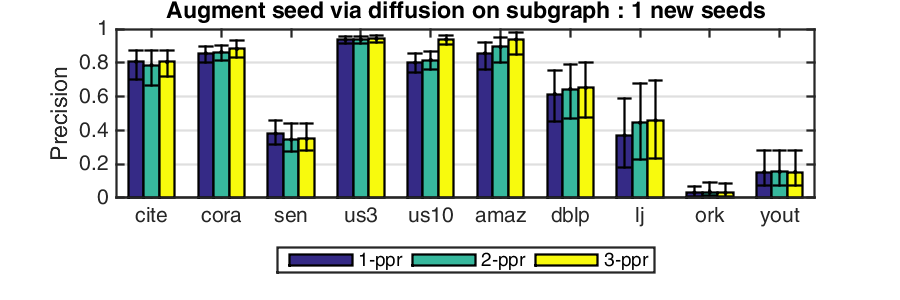 Augment seed via diffusion on subgraph : 1 new seeds
1
0.8
0.6
0.4
0.2
0
Precision
cite cora sen us3 us10 amaz dblp lj ork yout
1-ppr 2-ppr 3-ppr